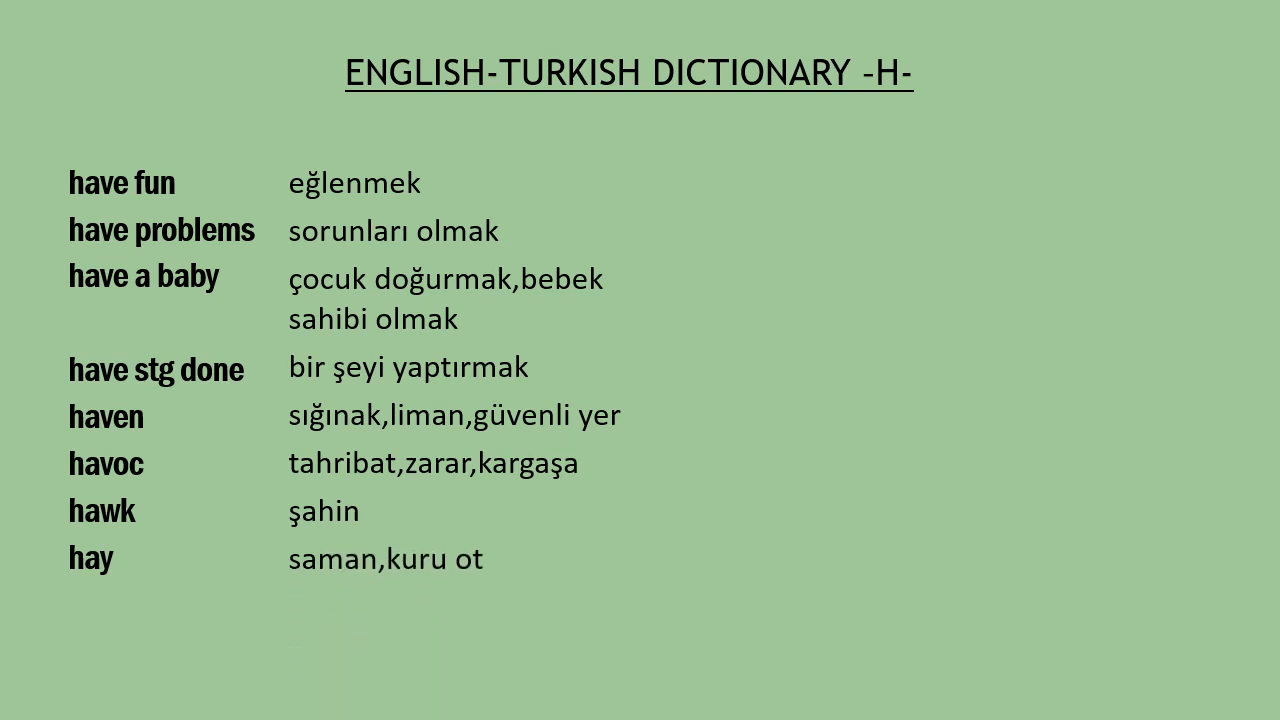 ENGLISH-TURKISH DICTIONARY –H-
have fun eğlenmek
have problems sorunları olmak
have a baby çocuk doğurmak,bebek
sahibi olmak
have stg done bir şeyi yaptırmak
haven sığınak,liman,güvenli yer
havoc tahribat,zarar,kargaşa
hawk şahin
hay saman,kuru ot